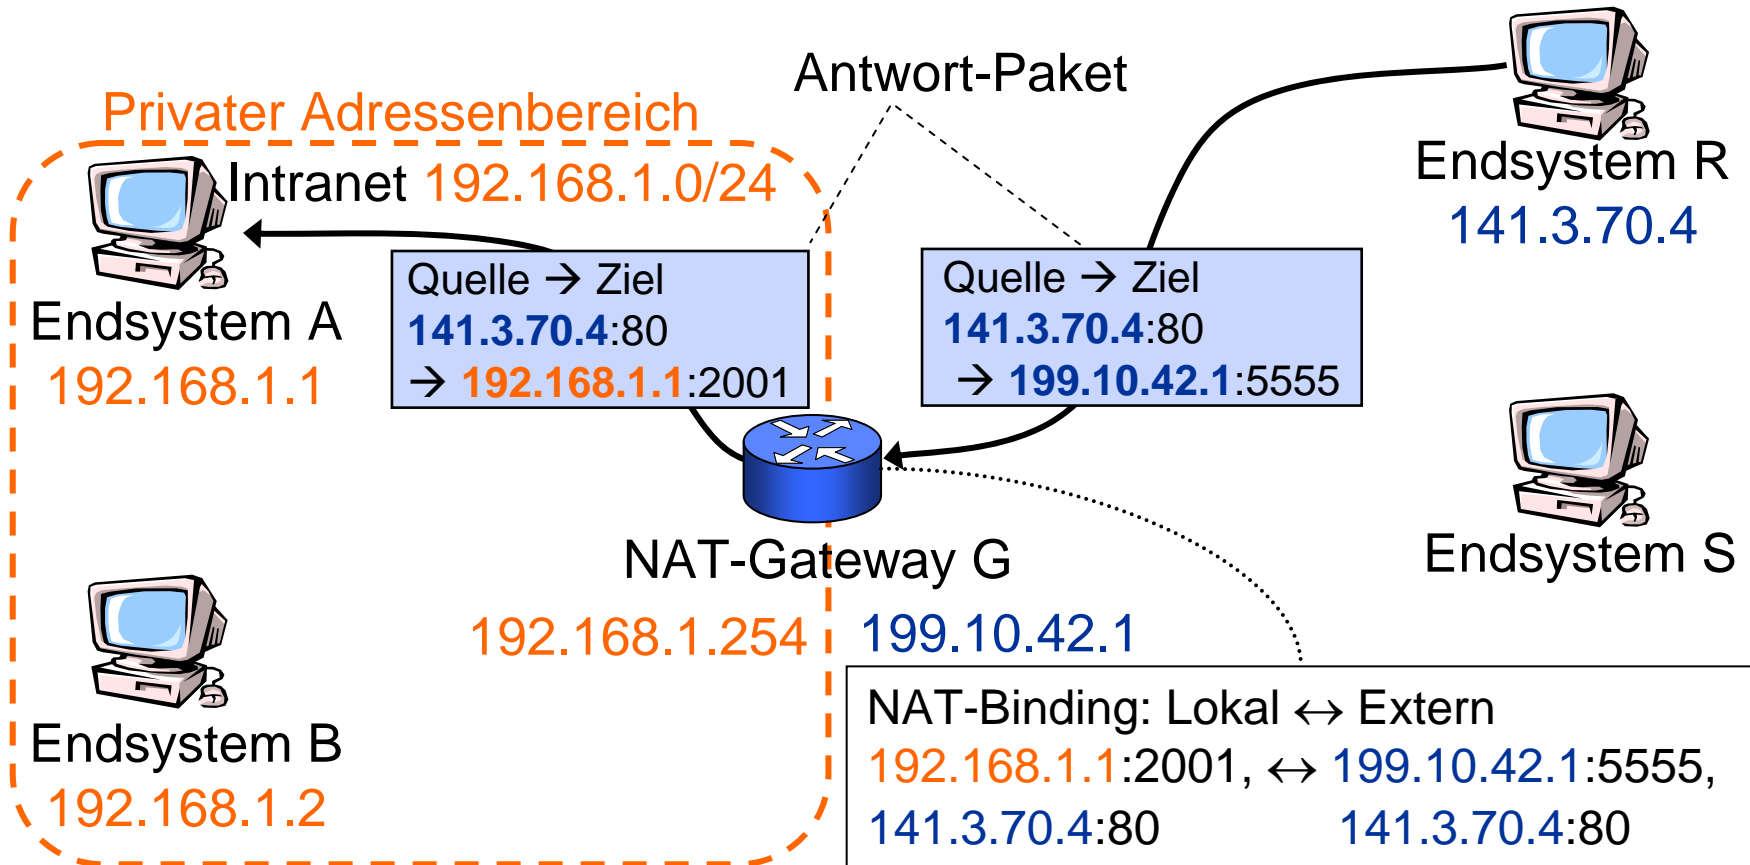 Antwort-Paket
Privater Adressenbereich
Intranet 192.168.1.0/24
Endsystem R
141.3.70.4
Quelle → Ziel
141.3.70.4:80
→ 192.168.1.1:2001
Quelle → Ziel
141.3.70.4:80
→ 199.10.42.1:5555
Endsystem A
192.168.1.1
NAT-Gateway G
192.168.1.254
199.10.42.1
Endsystem S
Endsystem B
192.168.1.2
NAT-Binding: Lokal ↔ Extern
192.168.1.1:2001, ↔ 199.10.42.1:5555,
141.3.70.4:80 141.3.70.4:80